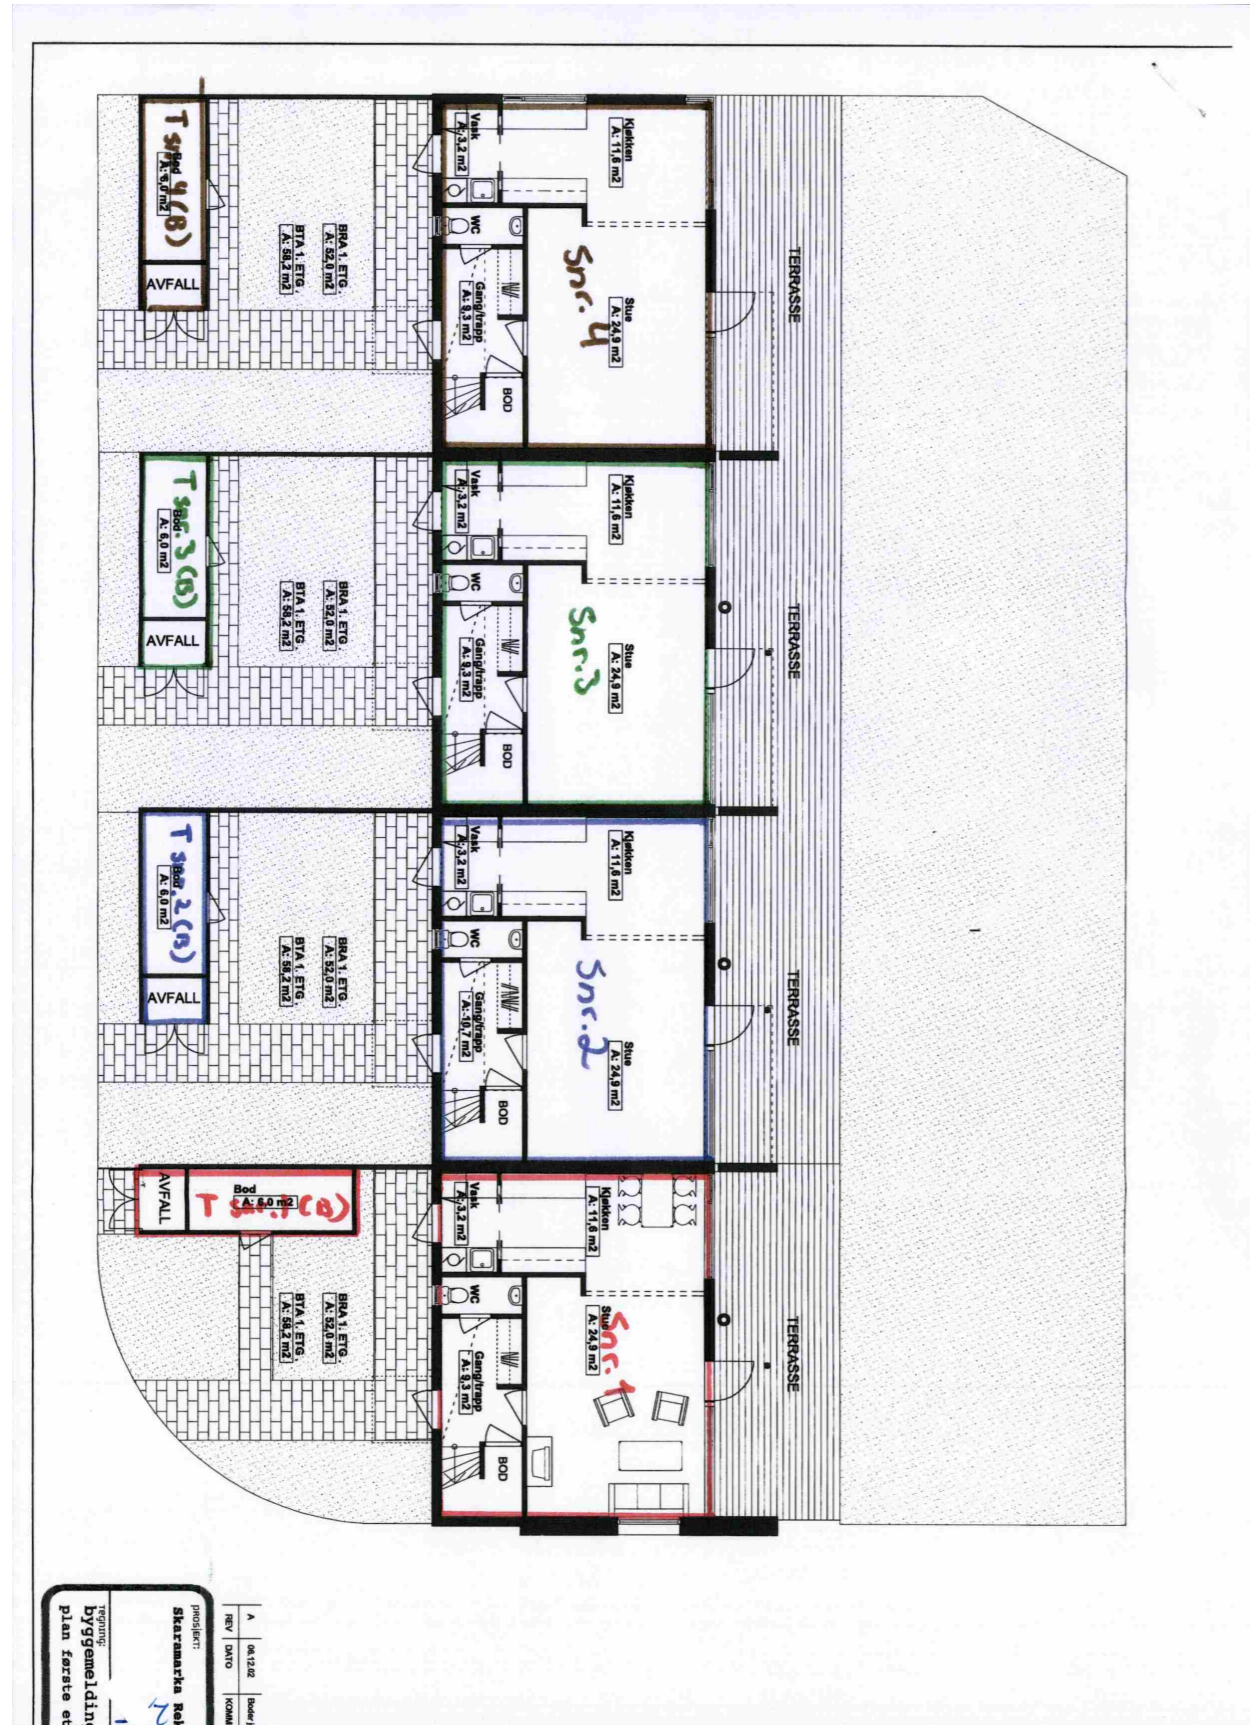 T snr.4(B)
Bod
A: 6,0 m2
AVFALL
BRA 1. ETG.
A: 52,0 m2
BTA 1. ETG.
A: 58,2 m2
Vask
A: 3,2 m2
Kjøkken
A: 11,6 m2
WC
Gang/trapp
A: 9,3 m2
BOD
Snr. 4
Stue
A: 24,9 m2
TERRASSE
T snr.3(B)
Bod
A: 6,0 m2
AVFALL
BRA 1. ETG.
A: 52,0 m2
BTA 1. ETG.
A: 58,2 m2
Vask
A: 3,2 m2
Kjøkken
A: 11,6 m2
WC
Gang/trapp
A: 9,3 m2
BOD
Snr.3
Stue
A: 24,9 m2
TERRASSE
T snr.2(B)
Bod
A: 6,0 m2
AVFALL
BRA 1. ETG.
A: 52,0 m2
BTA 1. ETG.
A: 58,2 m2
Vask
A: 3,2 m2
Kjøkken
A: 11,6 m2
WC
Gang/trapp
A: 10,7 m2
BOD
Snr.2
Stue
A: 24,9 m2
TERRASSE
AVFALL
Bod
A: 6,0 m2
T snr.1(B)
BRA 1. ETG.
A: 52,0 m2
BTA 1. ETG.
A: 58,2 m2
Vask
A: 3,2 m2
Kjøkken
A: 11,6 m2
WC
Gang/trapp
A: 9,3 m2
BOD
Snr.1
Stue
A: 24,9 m2
TERRASSE
A 06.12.02
REV DATO KOMM
PROSJEKT:
Skaramarka
TEGNING:
byggemelding
plan første et